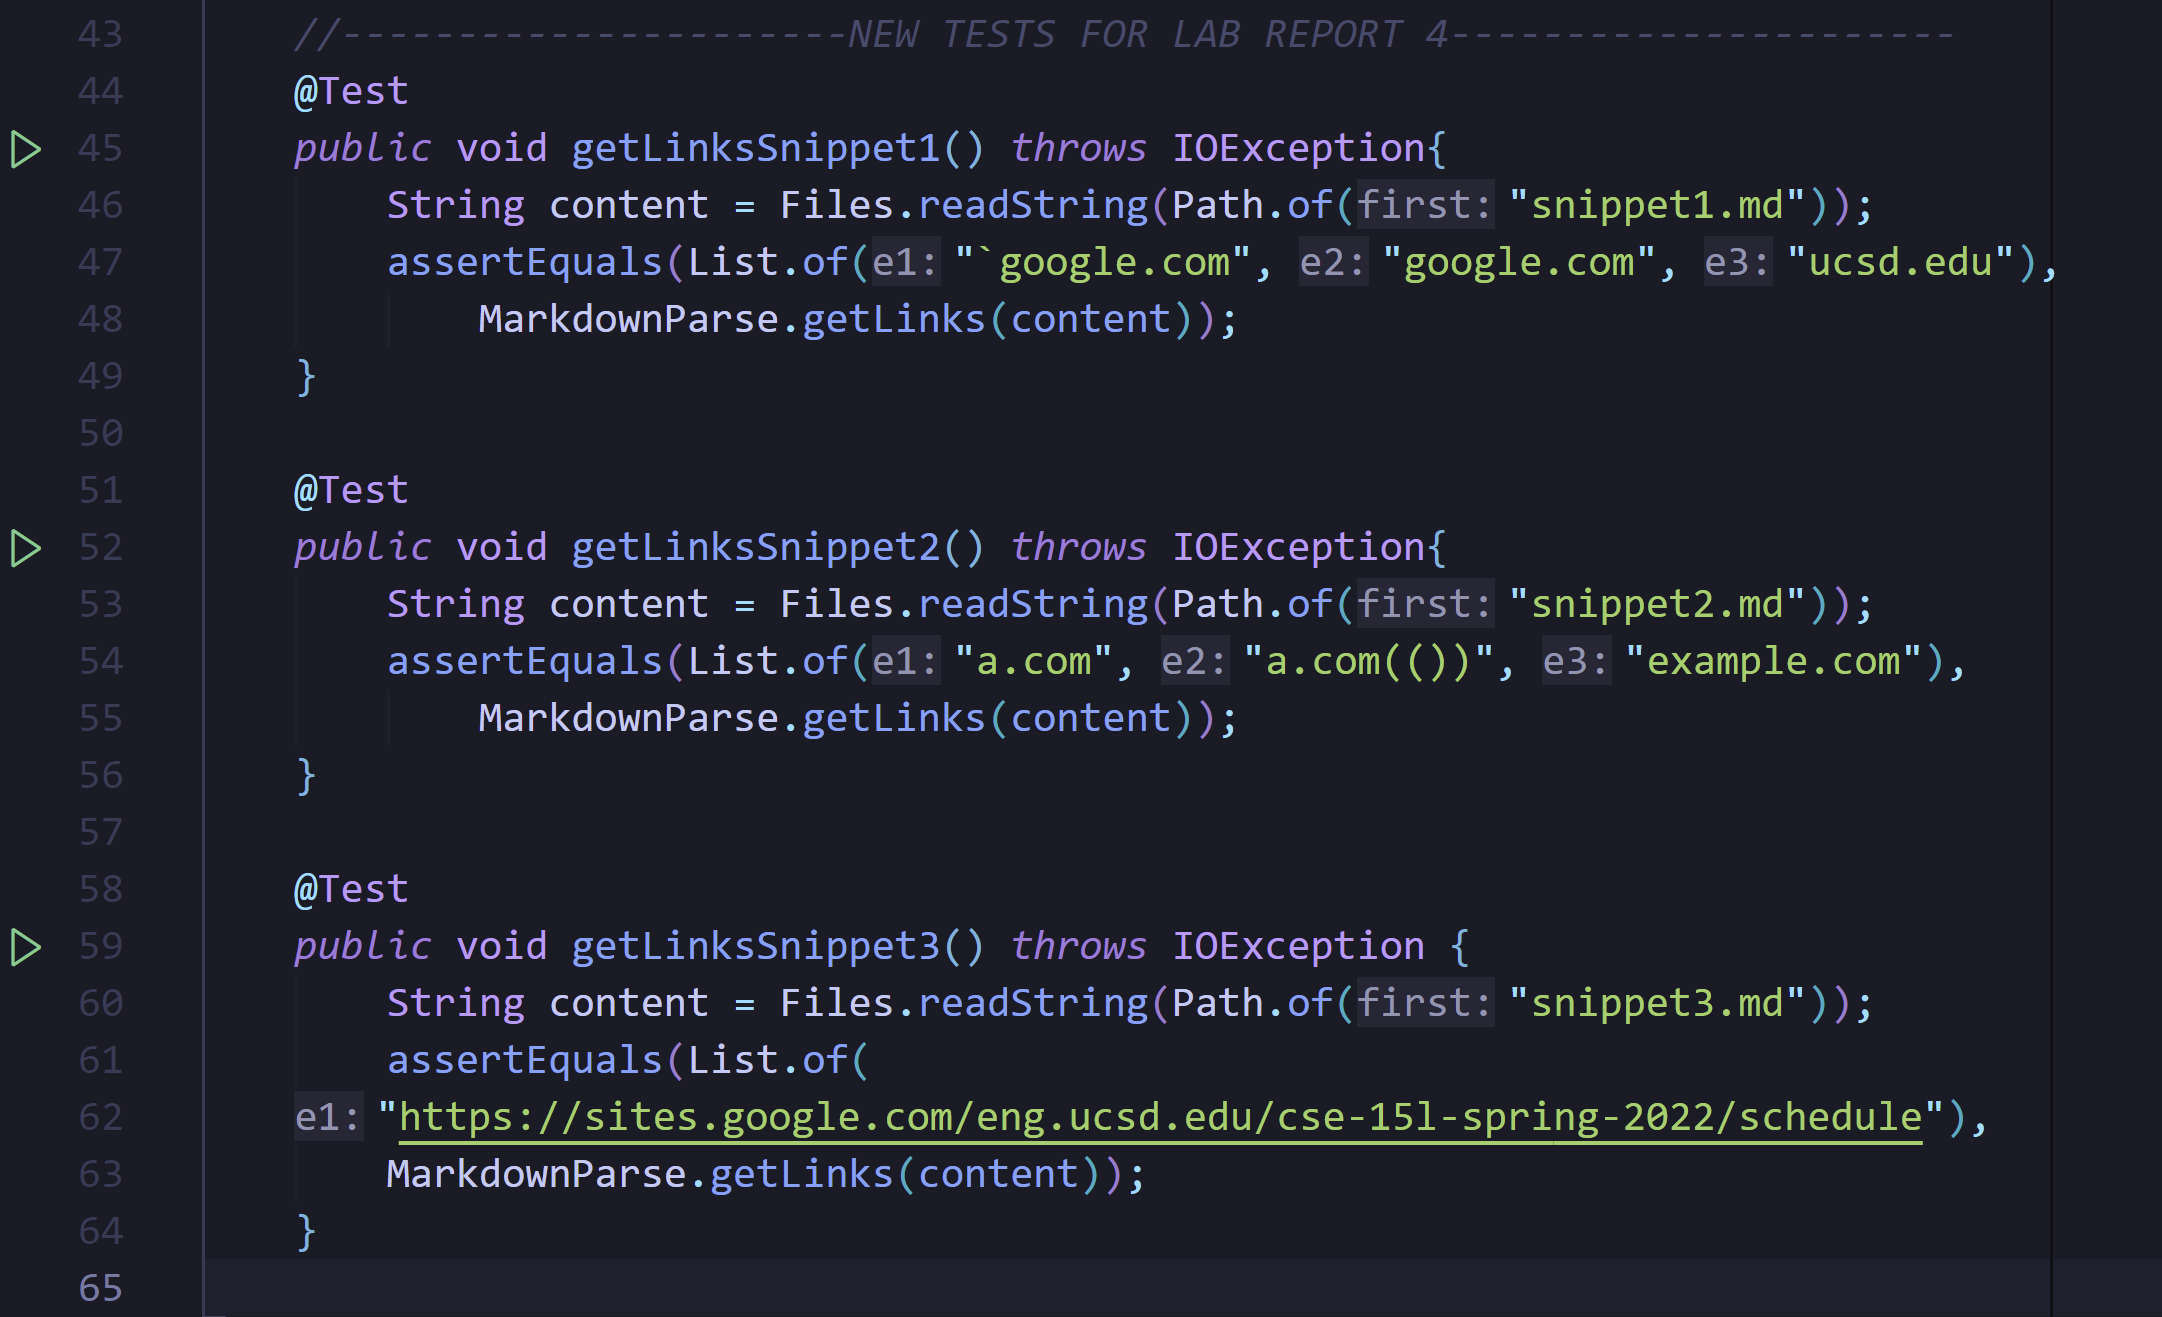 43 //----------------------NEW TESTS FOR LAB REPORT 4----------------------
44 @Test
45 public void getLinksSnippet1() throws IOException{
46 String content = Files.readString(Path.of(first: "snippet1.md"));
47 assertEquals(List.of(e1: "`google.com", e2: "google.com", e3: "ucsd.edu"),
48 MarkdownParse.getLinks(content));
49 }
50
51 @Test
52 public void getLinksSnippet2() throws IOException{
53 String content = Files.readString(Path.of(first: "snippet2.md"));
54 assertEquals(List.of(e1: "a.com", e2: "a.com(())", e3: "example.com"),
55 MarkdownParse.getLinks(content));
56 }
57
58 @Test
59 public void getLinksSnippet3() throws IOException {
60 String content = Files.readString(Path.of(first: "snippet3.md"));
61 assertEquals(List.of(
62 e1: "https://sites.google.com/eng.ucsd.edu/cse-15l-spring-2022/schedule"),
63 MarkdownParse.getLinks(content));
64 }
65